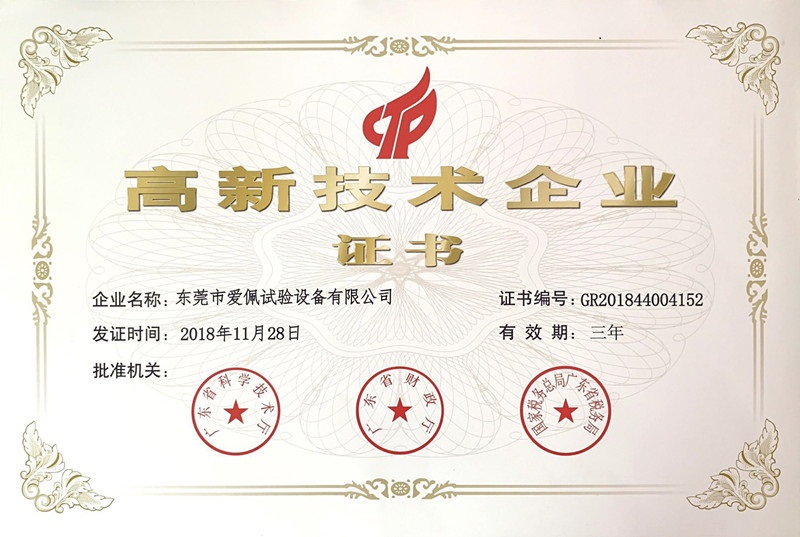 高新技术企业
证书
企业名称：东莞市爱佩试验设备有限公司
证书编号：GR201844004152
发证时间：2018年11月28日
有效期：三年
批准机关：
广东省科学技术厅
广东省财政厅
国家税务总局广东省税务局